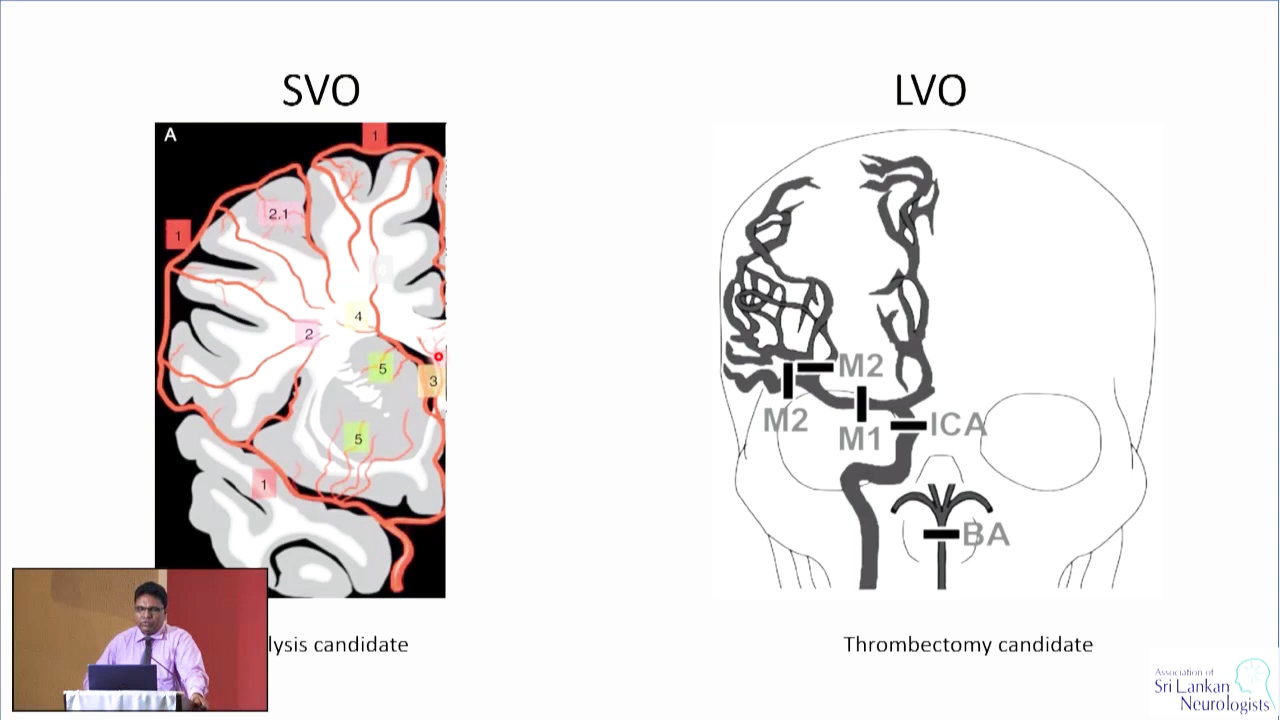 SVO
LVO
A
1
2.1
1
4
2
5
3
5
1
M2
M2
M1
ICA
BA
lysis candidate
Thrombectomy candidate
Association of
Sri Lankan
Neurologists